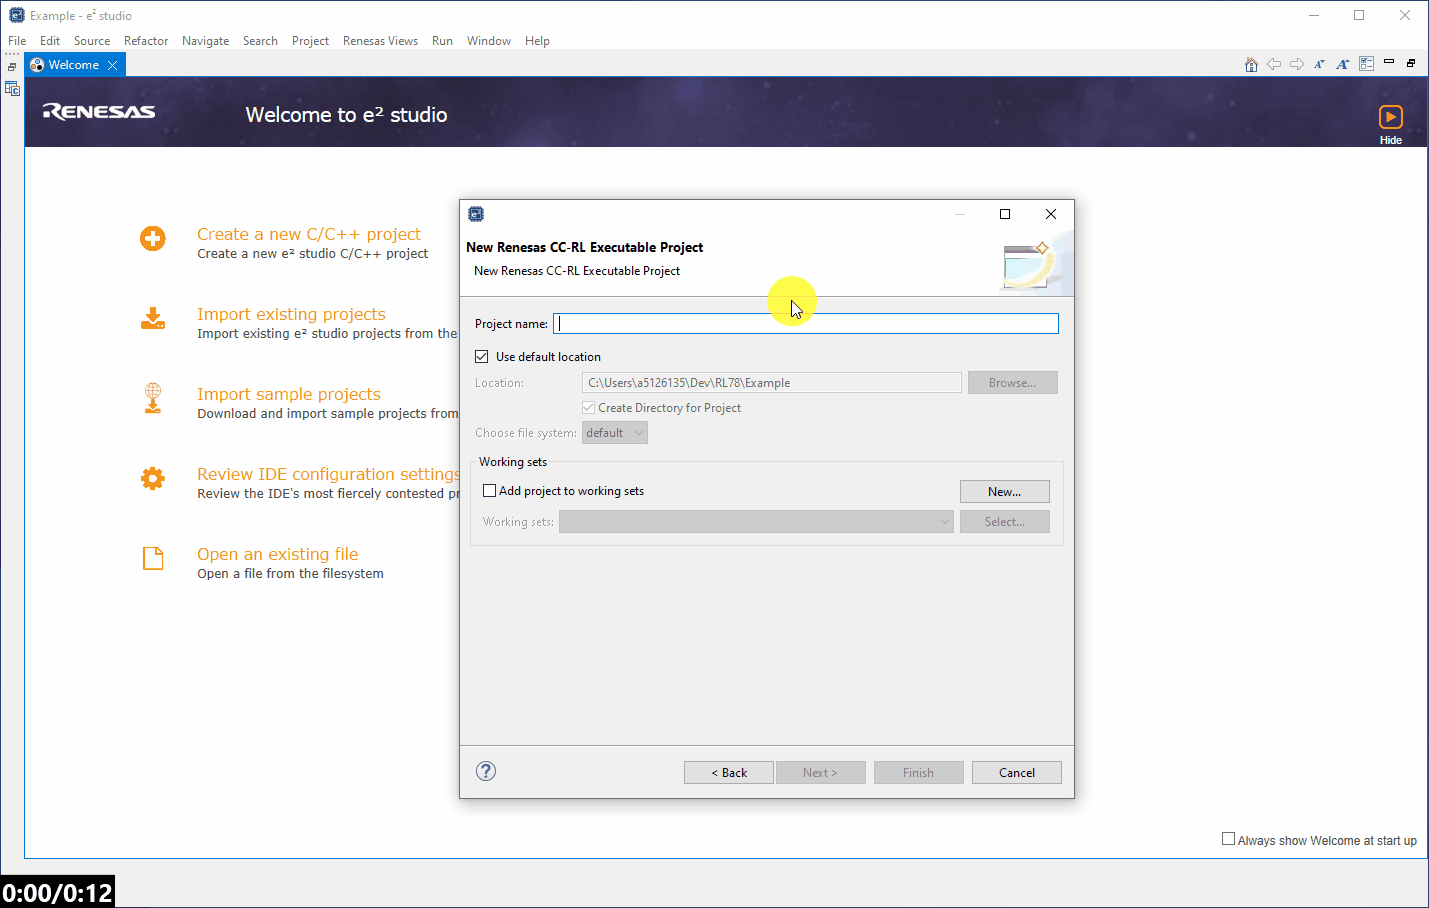 Example - e² studio
File Edit Source Refactor Navigate Search Project Renesas Views Run Window Help
Welcome
RENESAS
Welcome to e² studio
Hide
Create a new C/C++ project
Create a new e² studio C/C++ project
Import existing projects
Import existing e² studio projects from the
Import sample projects
Download and import sample projects from
Review IDE configuration settings
Review the IDE's most fiercely contested pr
Open an existing file
Open a file from the filesystem
e²
New Renesas CC-RL Executable Project
New Renesas CC-RL Executable Project
Project name:
Use default location
Location: C:\Users\a5126135\Dev\RL78\Example Browse...
Create Directory for Project
Choose file system: default
Working sets
Add project to working sets New...
Working sets: Select...
? < Back Next > Finish Cancel
Always show Welcome at start up
0:00/0:12